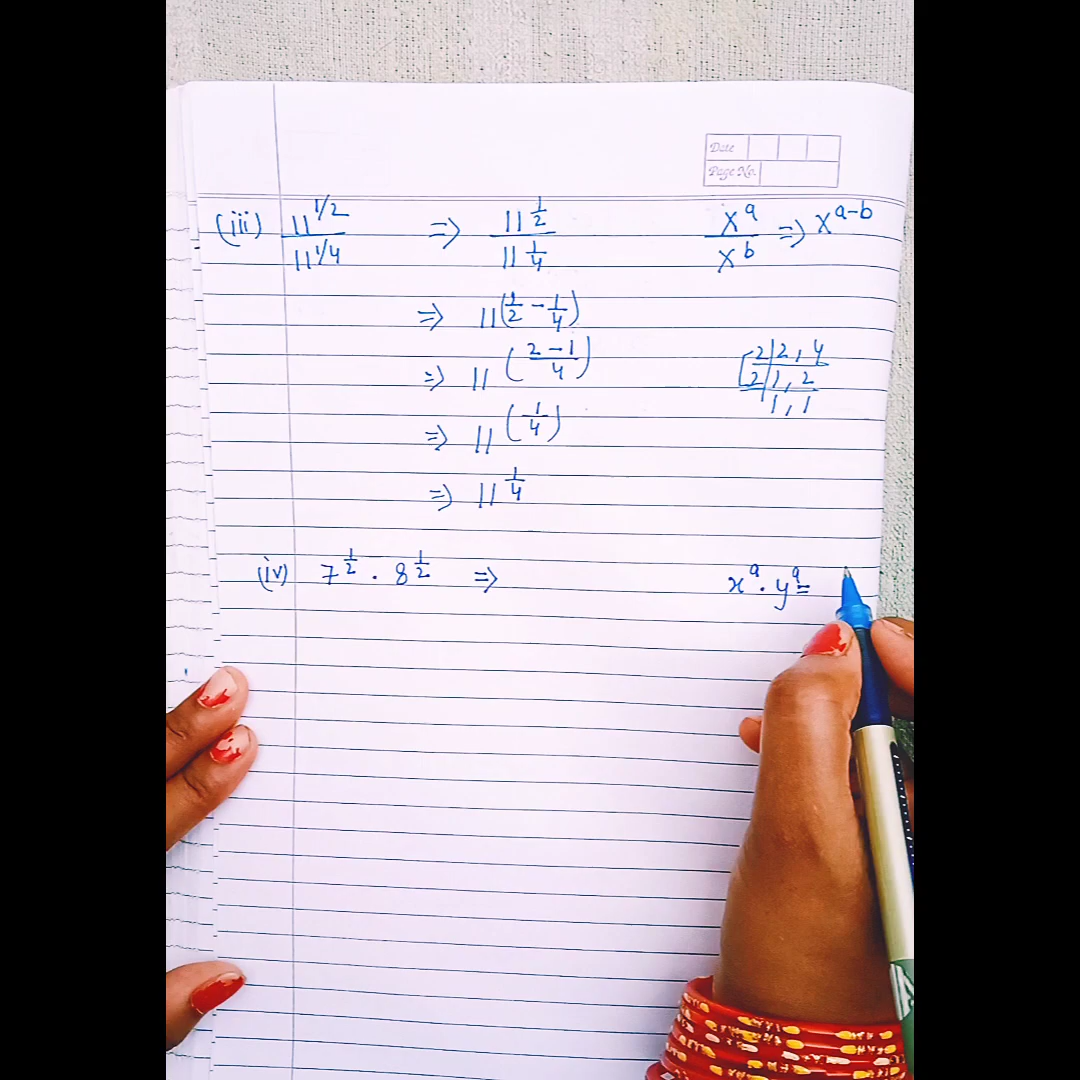 Date
Page No.
(iii) 11^1/2 / 11^1/4 => 11^1/2 / 11^1/4 x^a / x^b => x^a-b
=> 11^(1/2 - 1/4)
=> 11^(2-1/4) 2|2, 4
=> 11^(1/4) 2|1, 2
1, 1
=> 11^1/4
(iv) 7^1/2 . 8^1/2 => x^a . y^a =